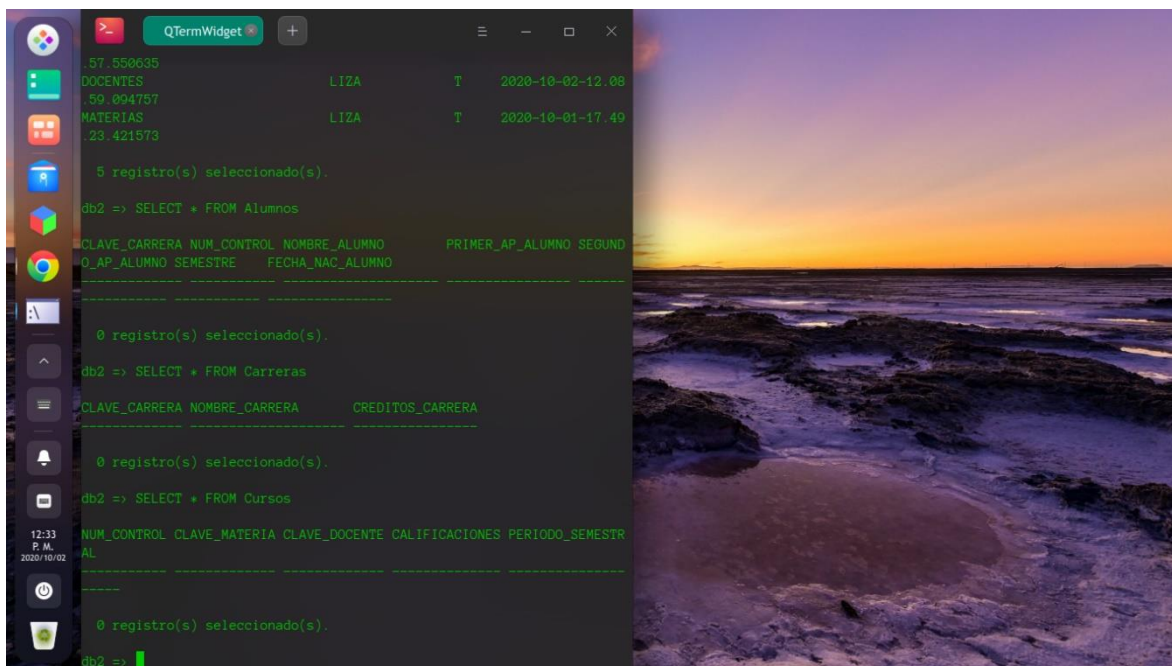 QTermWidget
.57.550635
DOCENTES LIZA T 2020-10-02-12.08
.59.094757
MATERIAS LIZA T 2020-10-01-17.49
.23.421573
5 registro(s) seleccionado(s).
db2 => SELECT * FROM Alumnos
CLAVE_CARRERA NUM_CONTROL NOMBRE_ALUMNO PRIMER_AP_ALUMNO SEGUND
O_AP_ALUMNO SEMESTRE FECHA_NAC_ALUMNO
------------- ----------- -------------------- ---------------- ------
----------- ----------- ----------------
0 registro(s) seleccionado(s).
db2 => SELECT * FROM Carreras
CLAVE_CARRERA NOMBRE_CARRERA CREDITOS_CARRERA
------------- -------------------- ----------------
0 registro(s) seleccionado(s).
db2 => SELECT * FROM Cursos
NUM_CONTROL CLAVE_MATERIA CLAVE_DOCENTE CALIFICACIONES PERIODO_SEMESTR
AL
----------- ------------- ------------- -------------- ---------------
-----
0 registro(s) seleccionado(s).
db2 =>
12:33
P. M.
2020/10/02